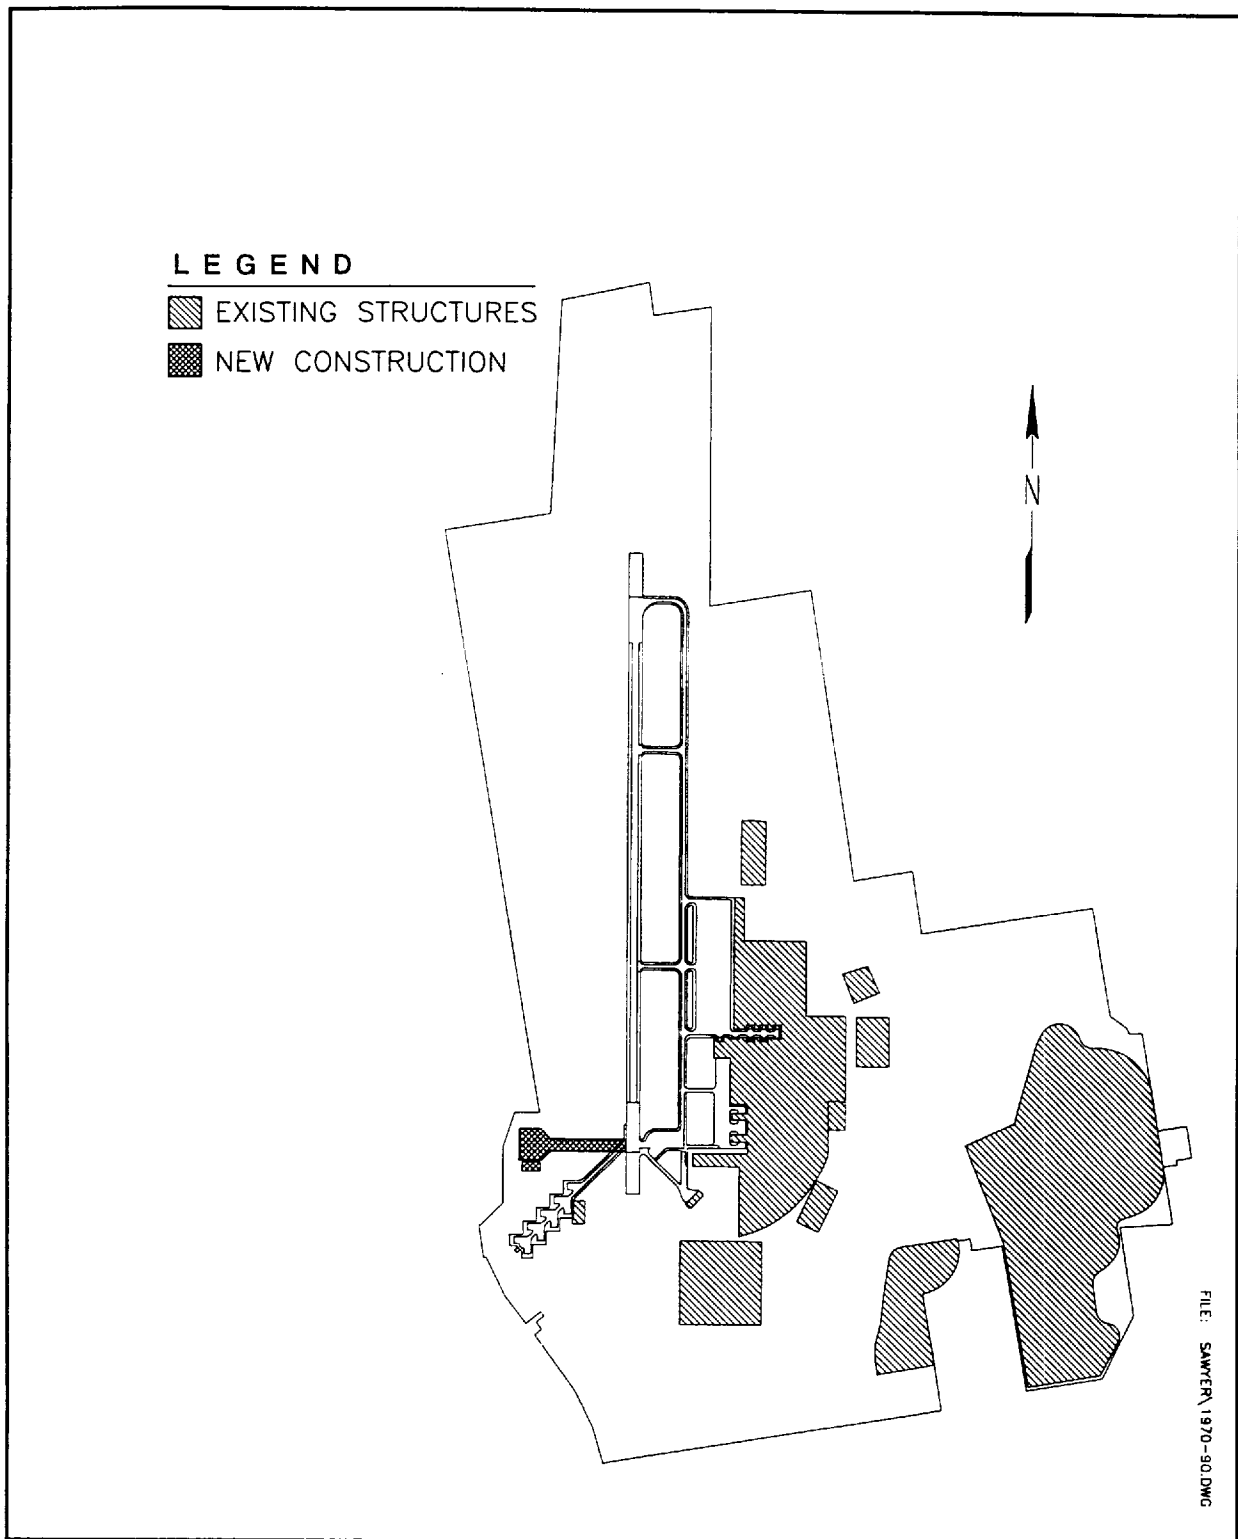 LEGEND
EXISTING STRUCTURES
NEW CONSTRUCTION
N
FILE: SAWYER\1970-90.DWG